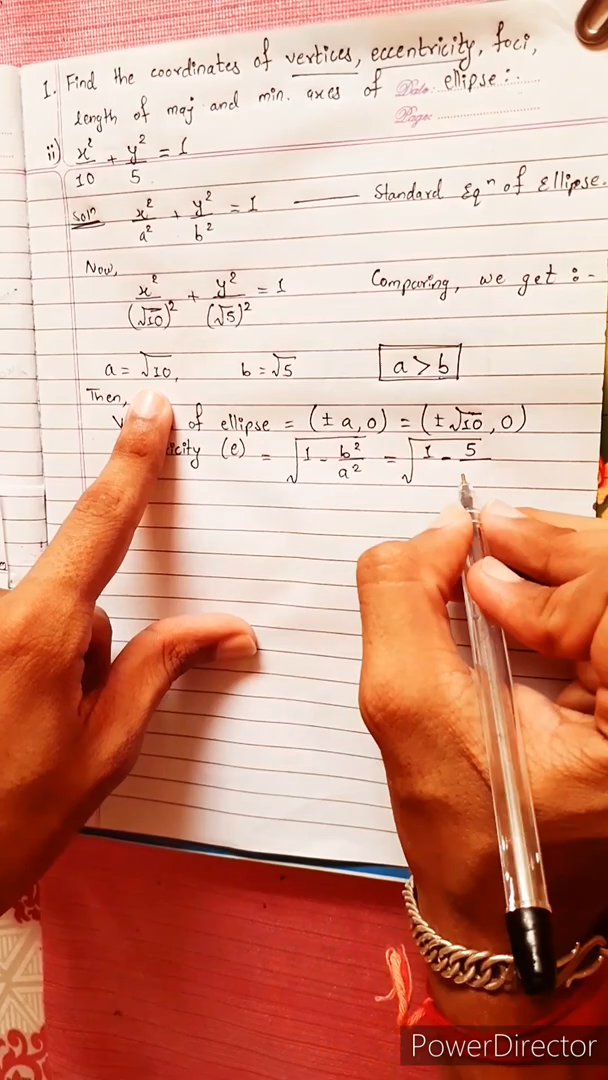 1. Find the coordinates of vertices, eccentricity, foci,
length of maj and min. axes of ellipse :.
Date:
Page:
ii) x²/10 + y²/5 = 1
Solⁿ x²/a² + y²/b² = 1 —— Standard Eqⁿ of Ellipse.
Now,
x²/(√10)² + y²/(√5)² = 1 Comparing, we get :-
a = √10, b = √5 a > b
Then,
V of ellipse = (± a, 0) = (± √10, 0)
icity (e) = √1 - b²/a² = √1 - 5
PowerDirector